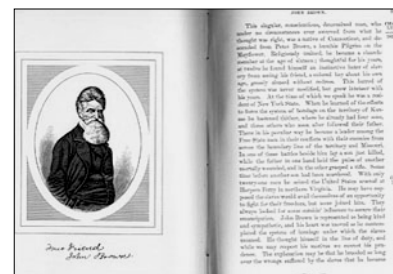 Your Friend
John Brown
JOHN BROWN.
This singular, conscientious, determined man, who
under no circumstances ever swerved from what he
thought was right, was a native of Connecticut, and de-
scended from Peter Brown, a humble Pilgrim on the
Mayflower. Religiously trained, he became a church-
member at the age of sixteen; thoughtful for his years,
at twelve he found himself an instinctive hater of slav-
ery from seeing his friend, a colored boy about his own
age, grossly abused without redress. This hatred of
the system was never modified, but grew intenser with
his years. At the time of which we speak he was a resi-
dent of New York State. When he learned of the efforts
to force the system of bondage on the territory of Kan-
sas he hastened thither, where he already had four sons,
and three others who soon after followed their father.
There in his peculiar way he became a leader among the
Free State men in their conflicts with their enemies from
across the boundary line of the territory and Missouri.
In one of these battles beside him lay a son just killed,
while the father to one hand held the pulse of another
mortally wounded, and in the other grasped a rifle. Some
time before another son had been murdered. With only
twenty-one men he seized the United States arsenal at
Harpers Ferry in northern Virginia. He may have sup-
posed the slaves would avail themselves of an opportunity
to fight for their freedom, but none joined him. They
always looked for some outside influence to secure their
emancipation. John Brown is represented as being kind
and sympathetic, and his heart was moved as he contem-
plated the system of bondage under which the slaves
moaned. He thought himself in the line of duty, and
while we may respect his motives we cannot his pru-
dence. The explanation may be that he brooded so long
over the wrongs suffered by the slaves that he became